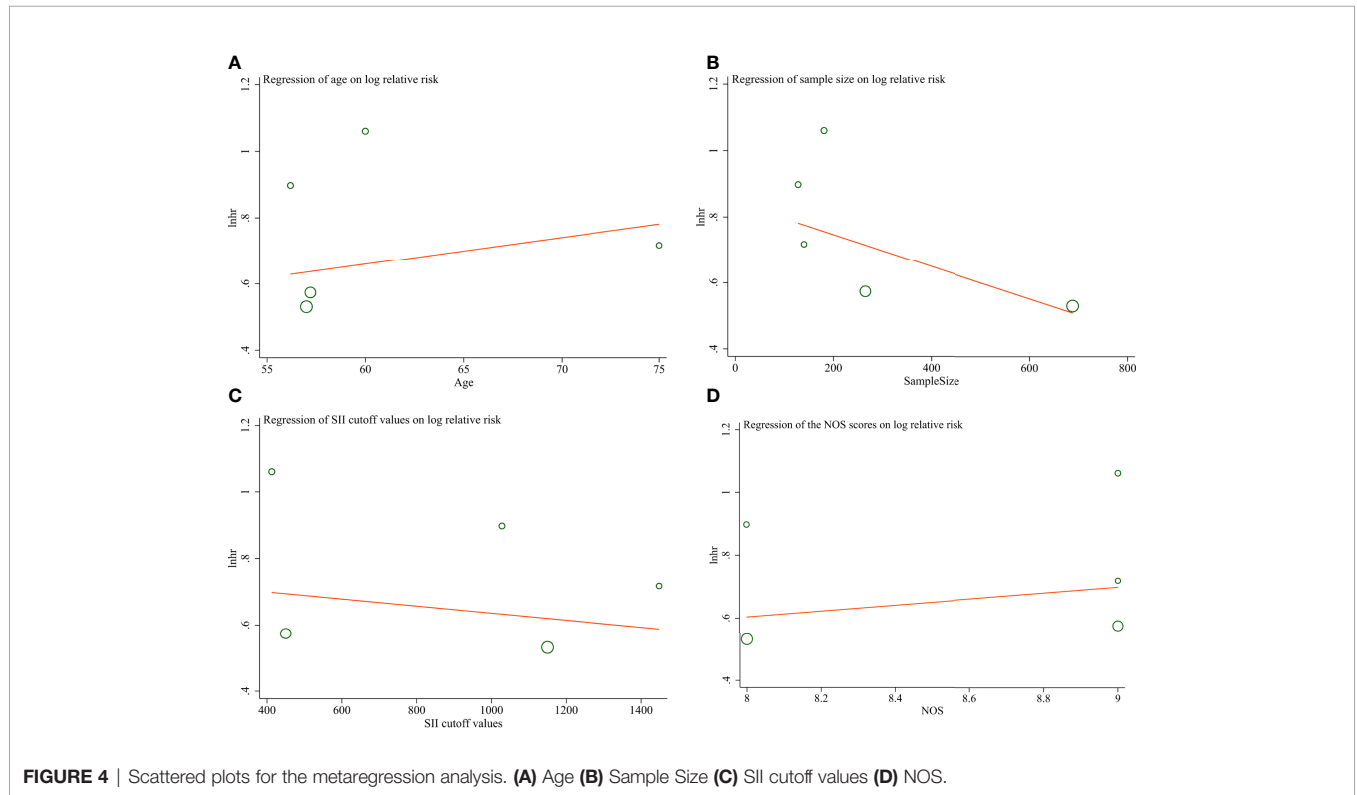 A
Regression of age on log relative risk
1.2
1
.8
.6
.4
lnhr
55
60
65
70
75
Age
B
Regression of sample size on log relative risk
1.2
1
.8
.6
.4
lnhr
0
200
400
600
800
SampleSize
C
Regression of SII cutoff values on log relative risk
1.2
1
.8
.6
.4
lnhr
400
600
800
1000
1200
1400
SII cutoff values
D
Regression of the NOS scores on log relative risk
1.2
1
.8
.6
.4
lnhr
8
8.2
8.4
8.6
8.8
9
NOS
FIGURE 4 | Scattered plots for the metaregression analysis. (A) Age (B) Sample Size (C) SII cutoff values (D) NOS.